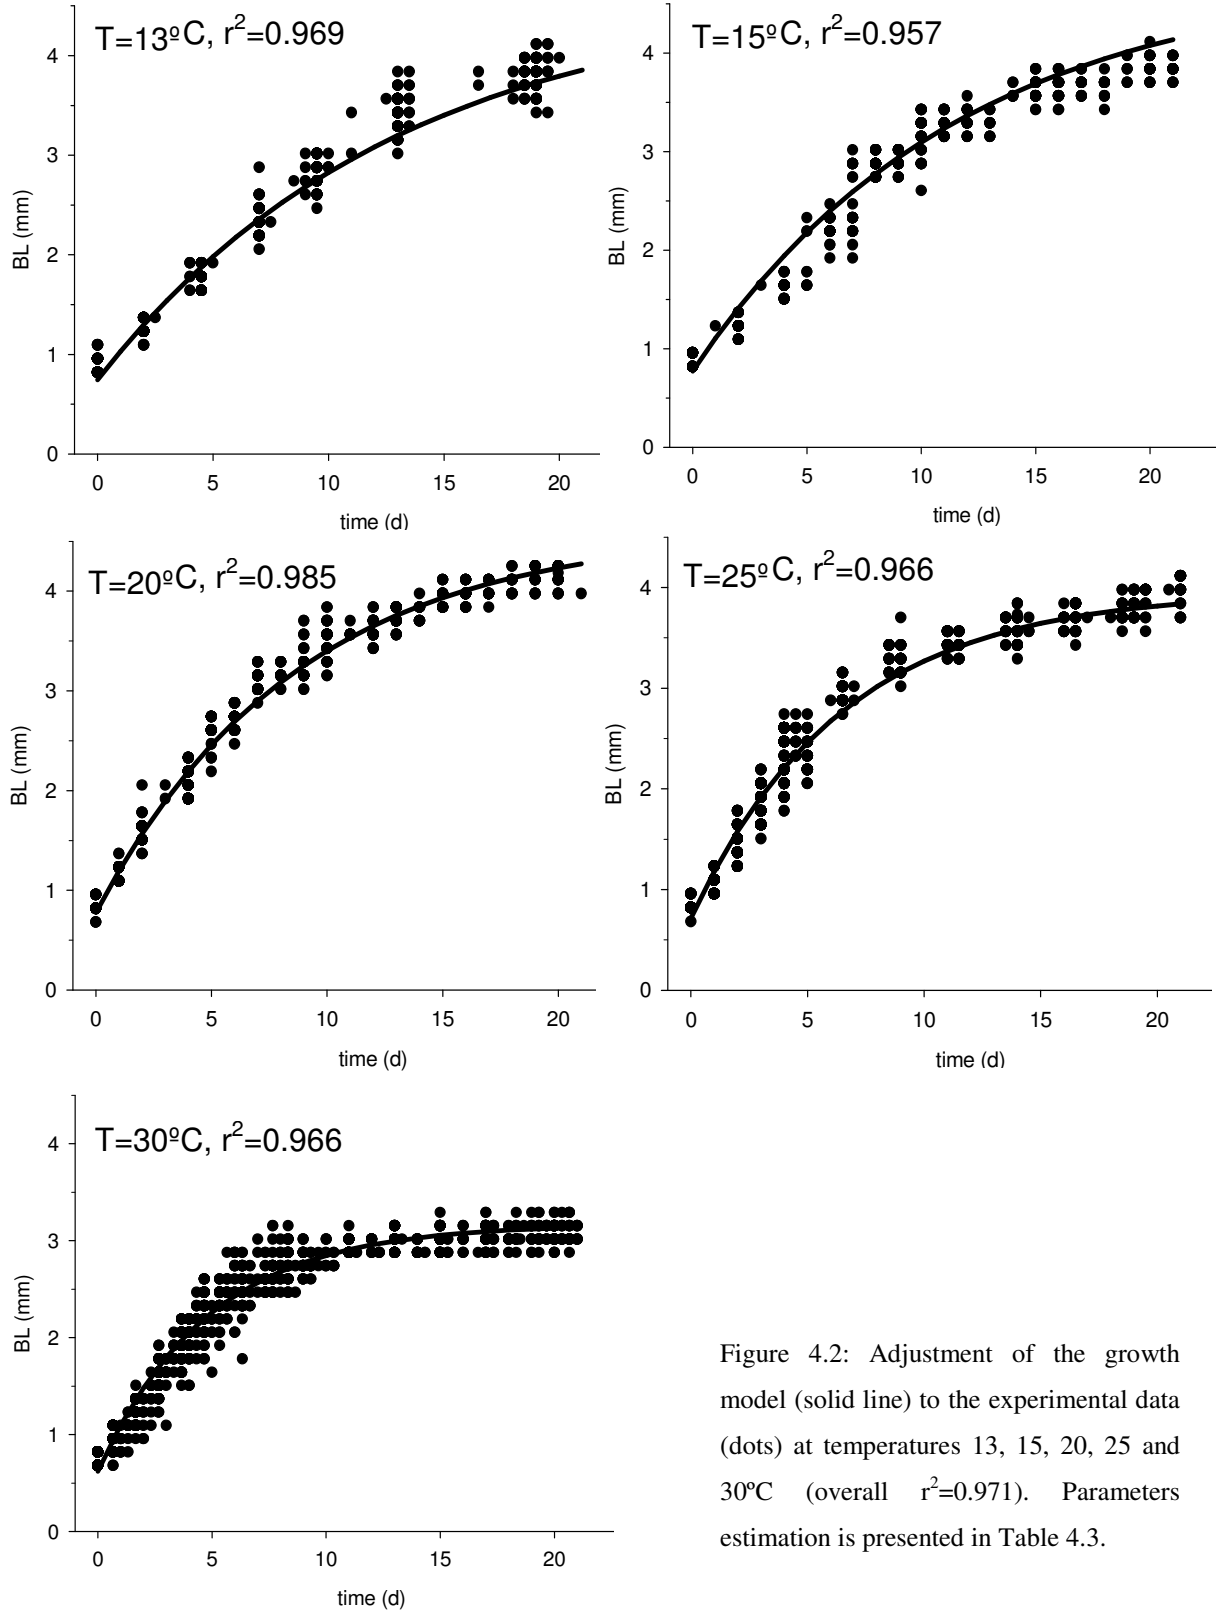 T=13ºC, r²=0.969
4
3
2
1
0
BL (mm)
0 5 10 15 20
time (d)
T=15ºC, r²=0.957
4
3
2
1
0
BL (mm)
0 5 10 15 20
time (d)
T=20ºC, r²=0.985
4
3
2
1
0
BL (mm)
0 5 10 15 20
time (d)
T=25ºC, r²=0.966
4
3
2
1
0
BL (mm)
0 5 10 15 20
time (d)
T=30ºC, r²=0.966
4
3
2
1
0
BL (mm)
0 5 10 15 20
time (d)
Figure 4.2: Adjustment of the growth
model (solid line) to the experimental data
(dots) at temperatures 13, 15, 20, 25 and
30ºC (overall r²=0.971). Parameters
estimation is presented in Table 4.3.